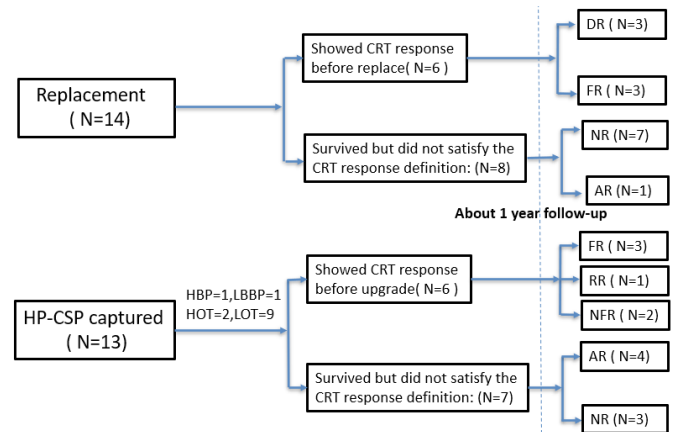 Replacement
( N=14)
Showed CRT response
before replace( N=6 )
DR ( N=3)
FR ( N=3)
Survived but did not satisfy the
CRT response definition: (N=8)
NR (N=7)
AR (N=1)
About 1 year follow-up
HP-CSP captured
( N=13)
HBP=1,LBBP=1
HOT=2,LOT=9
Showed CRT response
before upgrade( N=6 )
FR ( N=3)
RR ( N=1)
NFR ( N=2)
Survived but did not satisfy the
CRT response definition: (N=7)
AR ( N=4)
NR ( N=3)